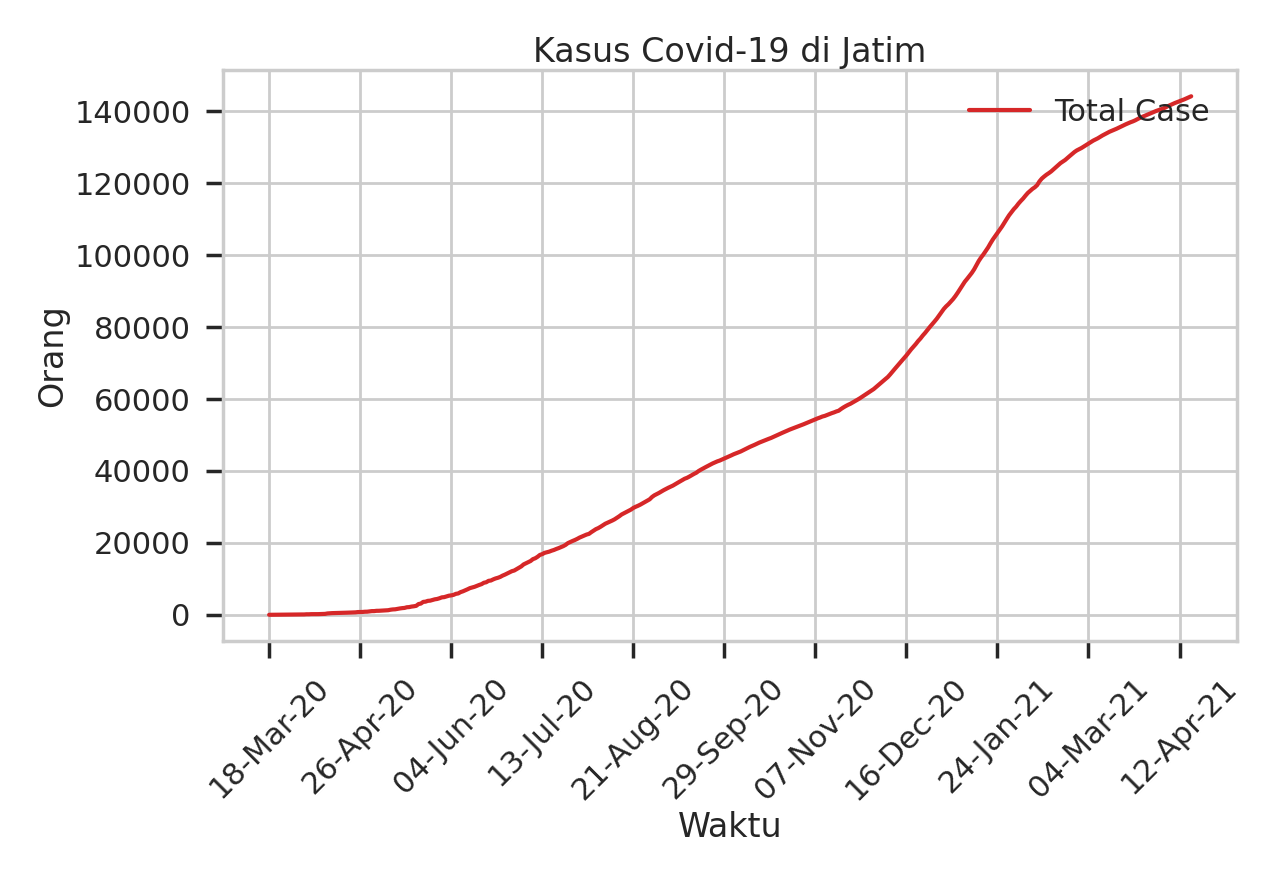 Kasus Covid-19 di Jatim
Total Case
Orang
140000
120000
100000
80000
60000
40000
20000
0
18-Mar-20
26-Apr-20
04-Jun-20
13-Jul-20
21-Aug-20
29-Sep-20
07-Nov-20
16-Dec-20
24-Jan-21
04-Mar-21
12-Apr-21
Waktu